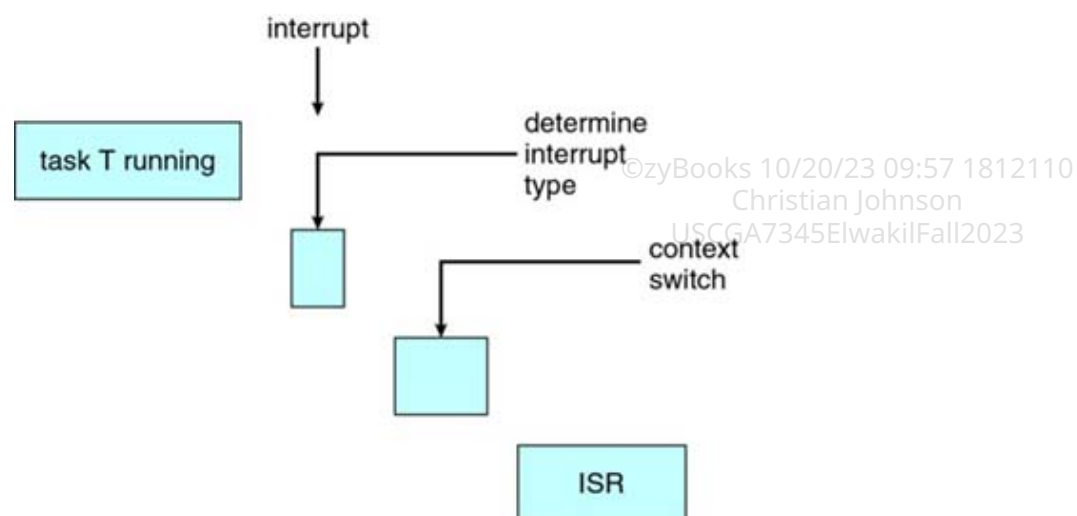 interrupt
determine
interrupt
type
task T running
©zyBooks 10/20/23 09:57 1812110
Christian Johnson
USCGA7345ElwakilFall2023
context
switch
ISR